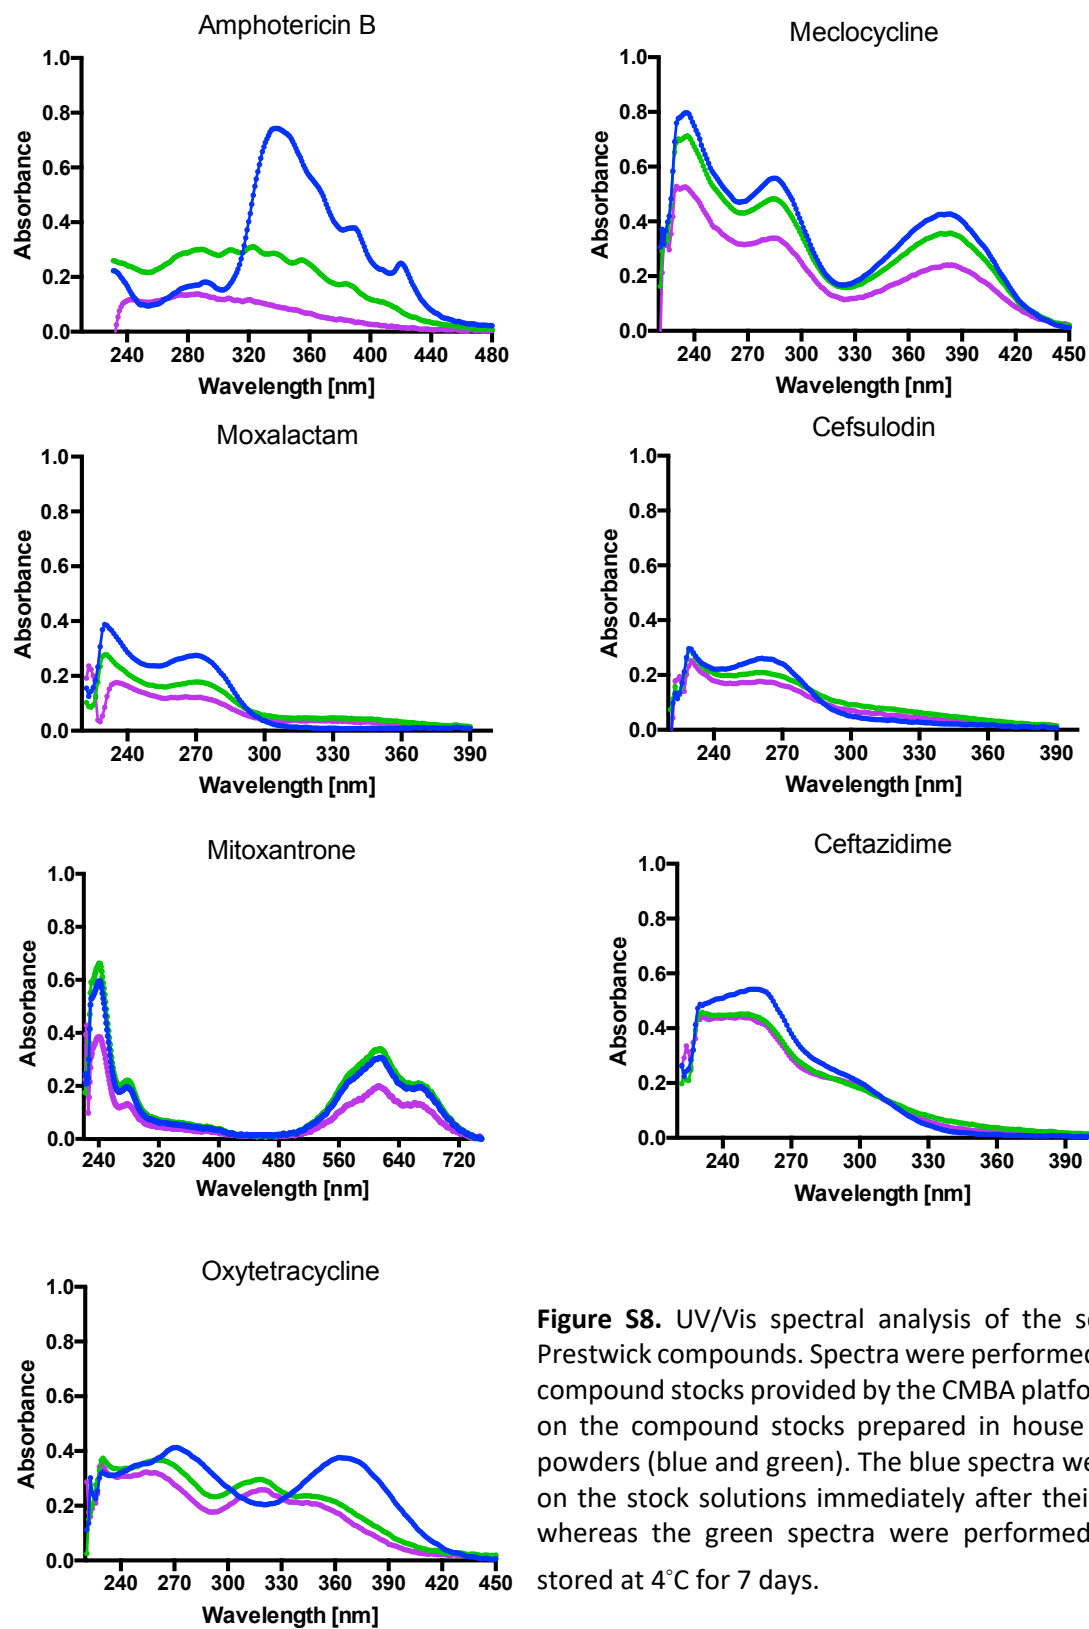 Amphotericin B
1.0
0.8
0.6
0.4
0.2
0.0
Absorbance
240 280 320 360 400 440 480
Wavelength [nm]
Meclocycline
1.0
0.8
0.6
0.4
0.2
0.0
Absorbance
240 270 300 330 360 390 420 450
Wavelength [nm]
Moxalactam
1.0
0.8
0.6
0.4
0.2
0.0
Absorbance
240 270 300 330 360 390
Wavelength [nm]
Cefsulodin
1.0
0.8
0.6
0.4
0.2
0.0
Absorbance
240 270 300 330 360 390
Wavelength [nm]
Mitoxantrone
1.0
0.8
0.6
0.4
0.2
0.0
Absorbance
240 320 400 480 560 640 720
Wavelength [nm]
Ceftazidime
1.0
0.8
0.6
0.4
0.2
0.0
Absorbance
240 270 300 330 360 390
Wavelength [nm]
Oxytetracycline
1.0
0.8
0.6
0.4
0.2
0.0
Absorbance
240 270 300 330 360 390 420 450
Wavelength [nm]
Figure S8. UV/Vis spectral analysis of the
Prestwick compounds. Spectra were performed
compound stocks provided by the CMBA
on the compound stocks prepared in house
powders (blue and green). The blue spectra
on the stock solutions immediately after their
whereas the green spectra were performed
stored at 4°C for 7 days.